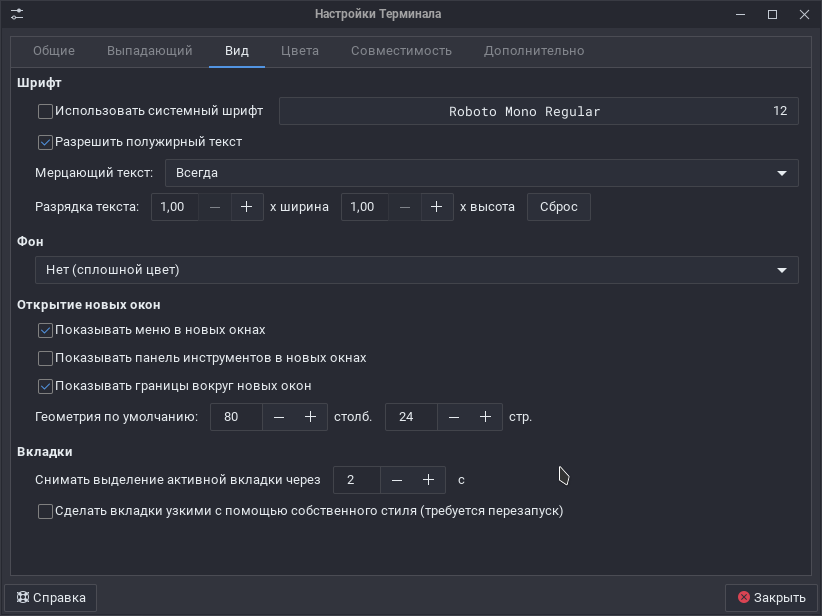 Настройки Терминала
Общие Выпадающий Вид Цвета Совместимость Дополнительно
Шрифт
Использовать системный шрифт Roboto Mono Regular 12
Разрешить полужирный текст
Мерцающий текст: Всегда
Разрядка текста: 1,00 — + x ширина 1,00 — + x высота Сброс
Фон
Нет (сплошной цвет)
Открытие новых окон
Показывать меню в новых окнах
Показывать панель инструментов в новых окнах
Показывать границы вокруг новых окон
Геометрия по умолчанию: 80 — + столб. 24 — + стр.
Вкладки
Снимать выделение активной вкладки через 2 — + с
Сделать вкладки узкими с помощью собственного стиля (требуется перезапуск)
Справка Закрыть